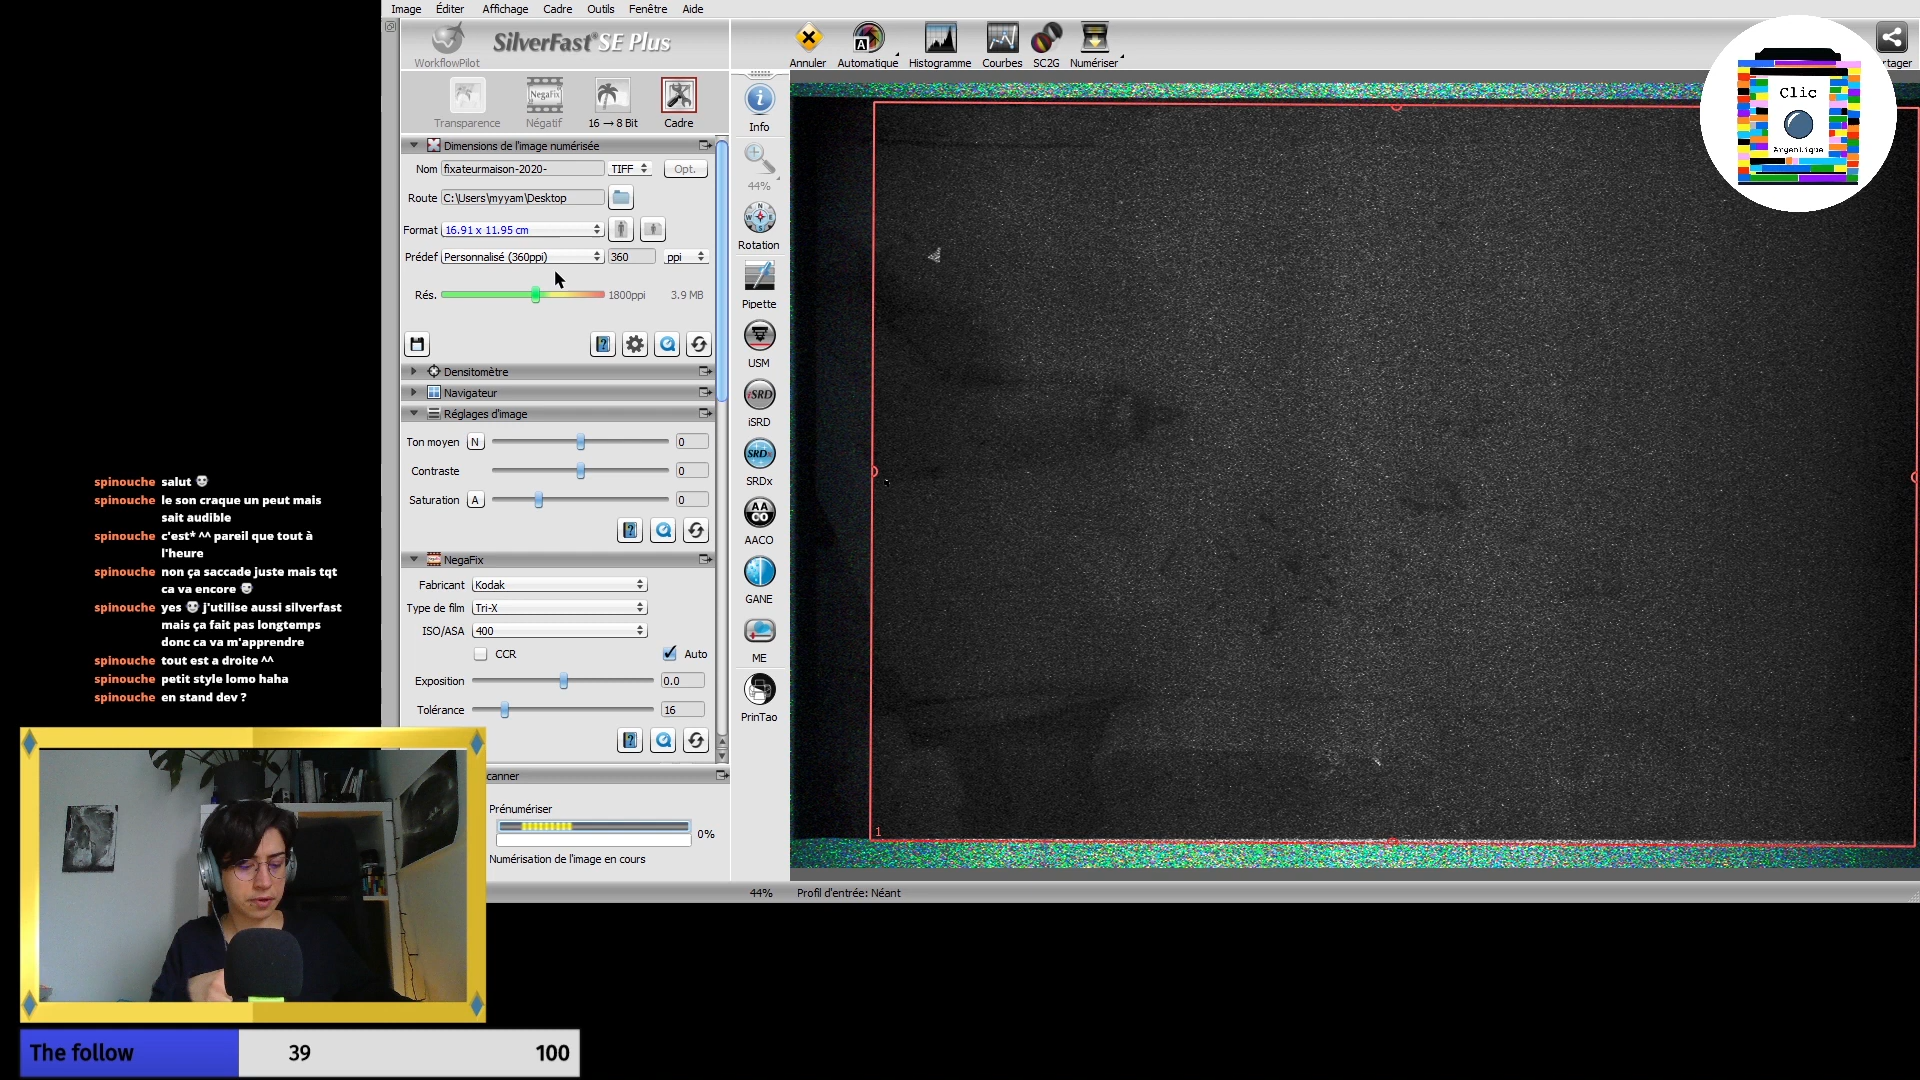 Image Éditer Affichage Cadre Outils Fenêtre Aide
SilverFast SE Plus
WorkflowPilot
Annuler Automatique Histogramme Courbes SC2G Numériser
Transparence Négatif 16 → 8 Bit Cadre
NegaFix
Clic
Argentique
Dimensions de l'image numérisée
Nom fixateurmaison-2020- TIFF Opt.
Route C:\Users\myyam\Desktop
Format 16.91 x 11.95 cm
Prédef Personnalisé (360ppi) 360 ppi
Rés. 1800ppi 3.9 MB
Densitomètre
Navigateur
Réglages d'image
Ton moyen N 0
Contraste 0
Saturation A 0
NegaFix
Fabricant Kodak
Type de film Tri-X
ISO/ASA 400
CCR Auto
Exposition 0.0
Tolérance 16
canner
Prénumériser
0%
Numérisation de l'image en cours
Info
44%
Rotation
Pipette
USM
iSRD
iSRD
SRDx
SRDx
AACO
AACO
GANE
ME
PrinTao
1
44% Profil d'entrée: Néant
spinouche salut
spinouche le son craque un peut mais
sait audible
spinouche c'est* ^^ pareil que tout à
l'heure
spinouche non ça saccade juste mais tqt
ca va encore
spinouche yes j'utilise aussi silverfast
mais ça fait pas longtemps
donc ca va m'apprendre
spinouche tout est a droite ^^
spinouche petit style lomo haha
spinouche en stand dev ?
The follow 39 100